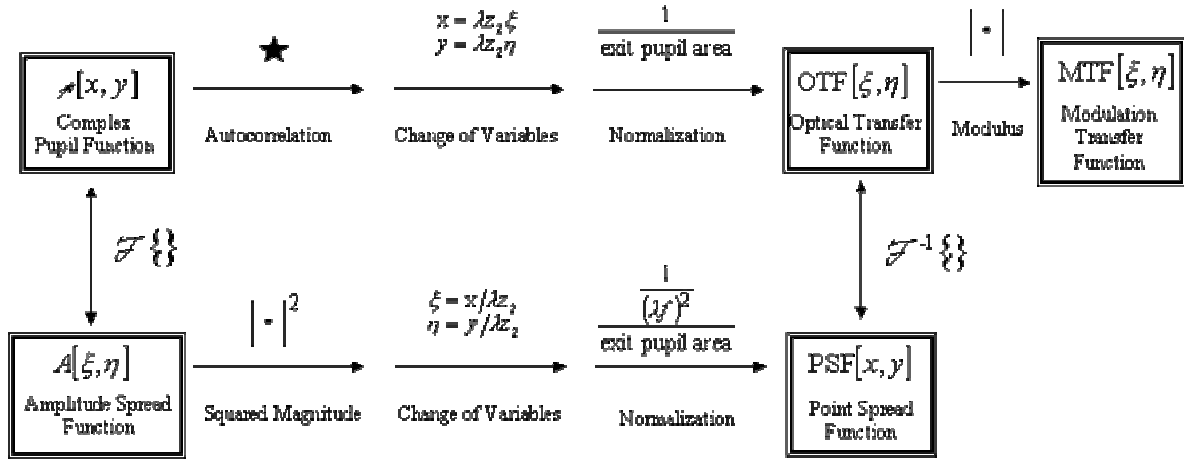 𝓅[x, y]
Complex
Pupil Function
★
Autocorrelation
x = λz₂ξ
y = λz₂η
Change of Variables
1
exit pupil area
Normalization
OTF[ξ,η]
Optical Transfer
Function
| • |
Modulus
MTF[ξ,η]
Modulation
Transfer
Function
ℱ{}
ℱ⁻¹{}
A[ξ,η]
Amplitude Spread
Function
| • |²
Squared Magnitude
ξ = x/λz₂
η = y/λz₂
Change of Variables
1
(λf)²
exit pupil area
Normalization
PSF[x, y]
Point Spread
Function